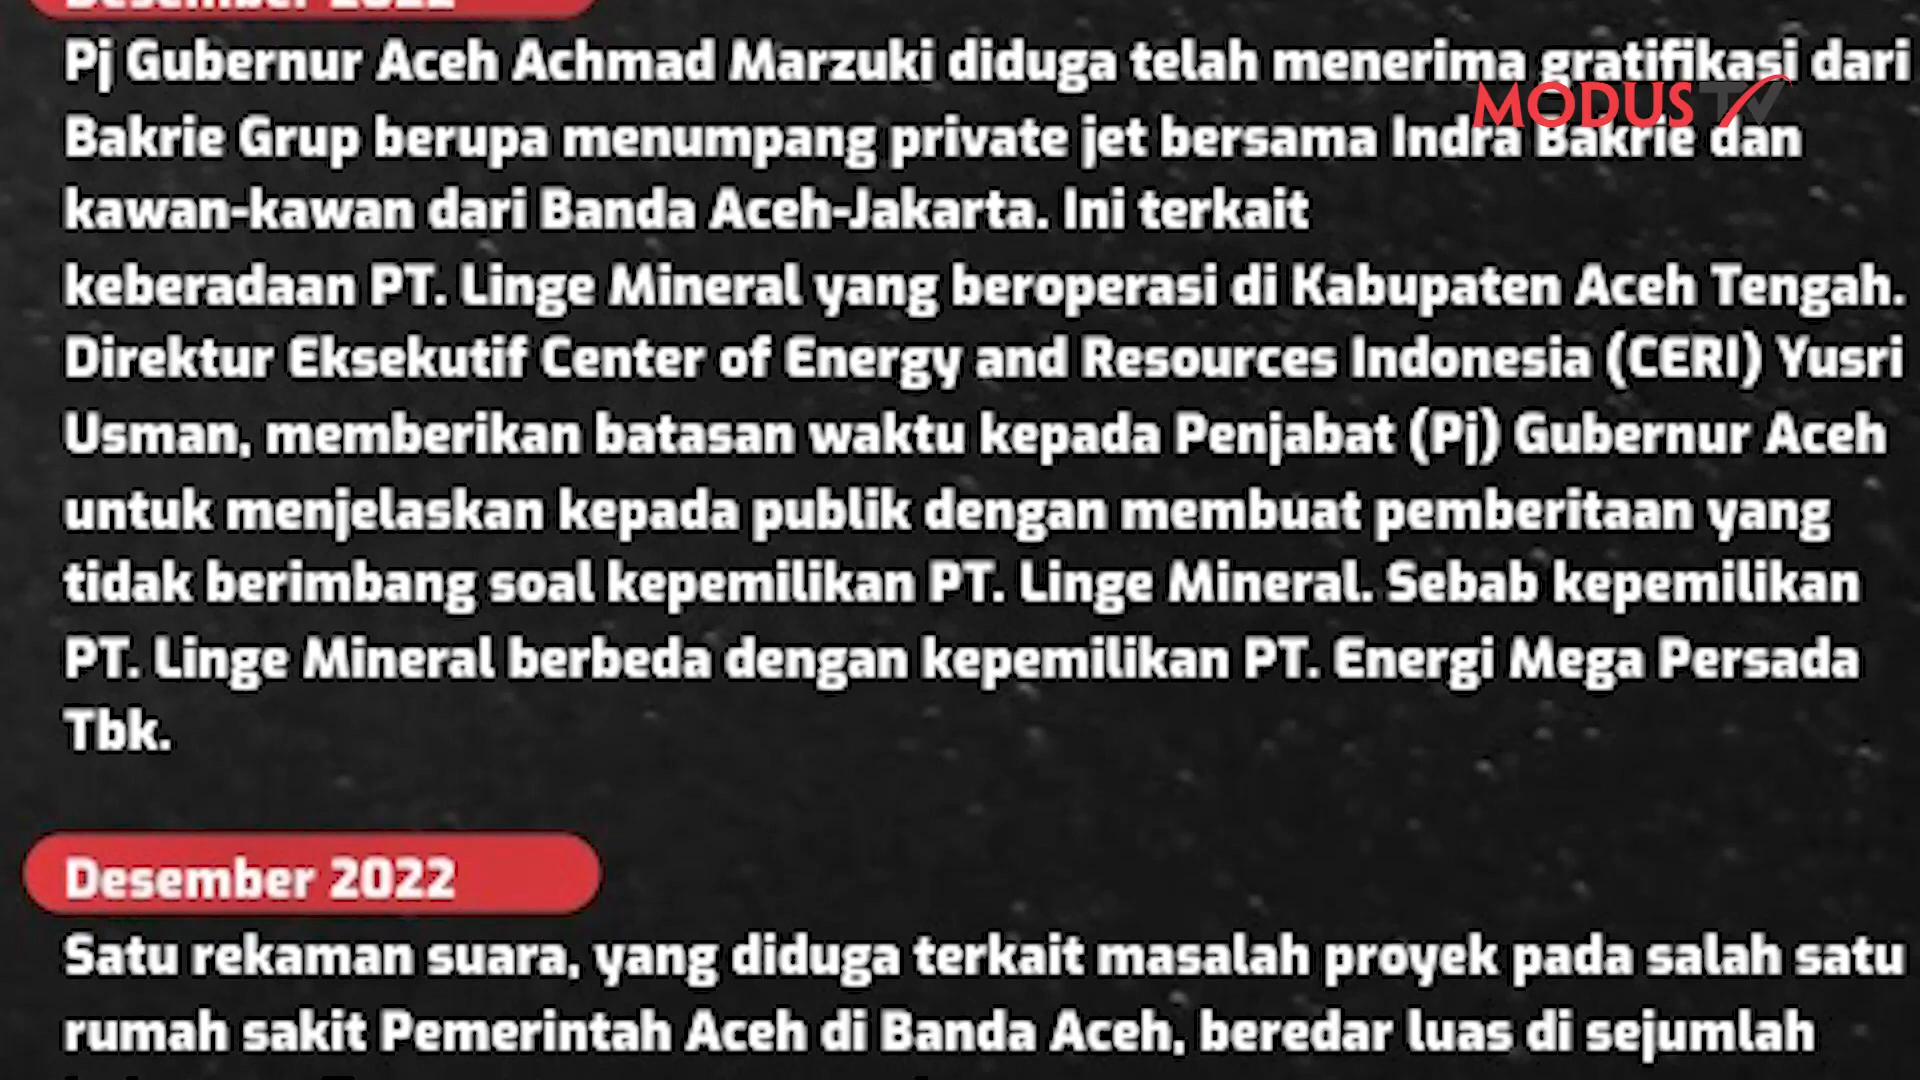 Desember 2022
Pj Gubernur Aceh Achmad Marzuki diduga telah menerima gratifikasi dari
MODUS TV
Bakrie Grup berupa menumpang private jet bersama Indra Bakrie dan
kawan-kawan dari Banda Aceh-Jakarta. Ini terkait
keberadaan PT. Linge Mineral yang beroperasi di Kabupaten Aceh Tengah.
Direktur Eksekutif Center of Energy and Resources Indonesia (CERI) Yusri
Usman, memberikan batasan waktu kepada Penjabat (Pj) Gubernur Aceh
untuk menjelaskan kepada publik dengan membuat pemberitaan yang
tidak berimbang soal kepemilikan PT. Linge Mineral. Sebab kepemilikan
PT. Linge Mineral berbeda dengan kepemilikan PT. Energi Mega Persada
Tbk.
Desember 2022
Satu rekaman suara, yang diduga terkait masalah proyek pada salah satu
rumah sakit Pemerintah Aceh di Banda Aceh, beredar luas di sejumlah